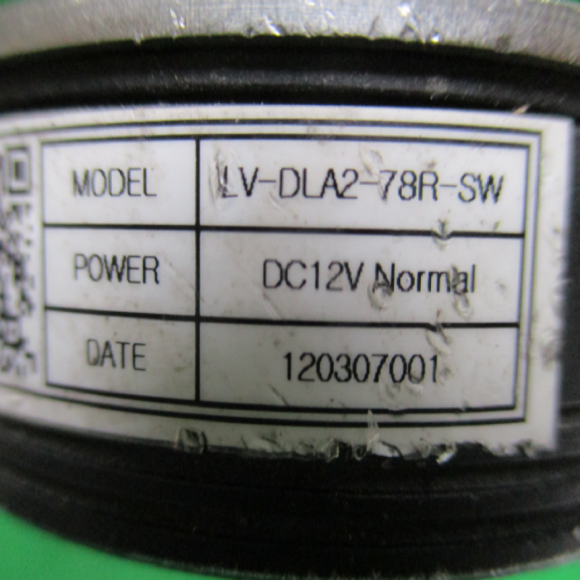 MODEL LV-DLA2-78R-SW
POWER DC12V Normal
DATE 120307001